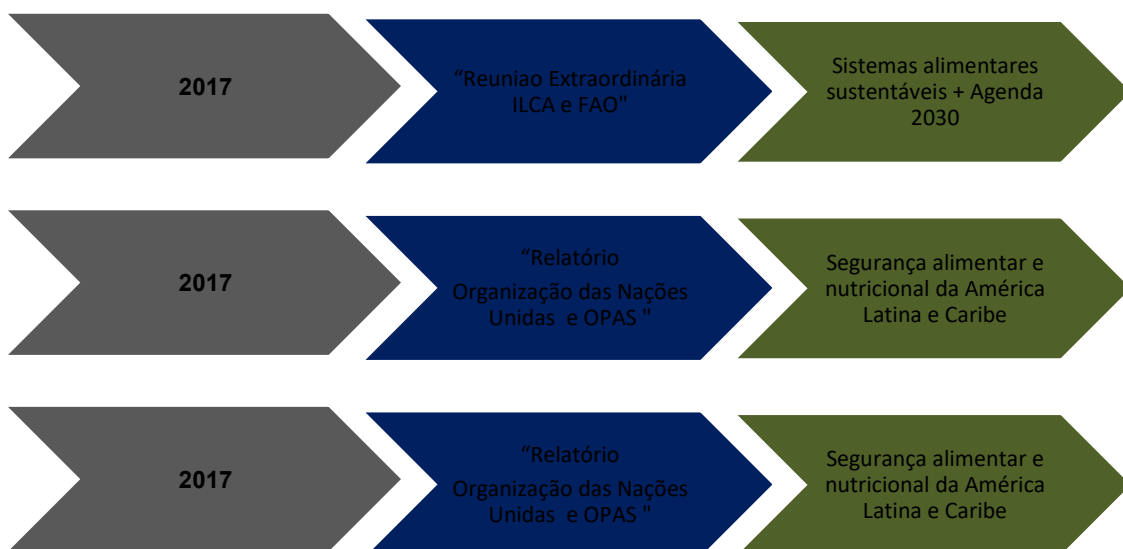 2017
“Reuniao Extraordinária
ILCA e FAO"
Sistemas alimentares
sustentáveis + Agenda
2030
2017
“Relatório
Organização das Nações
Unidas  e OPAS "
Segurança alimentar e
nutricional da América
Latina e Caribe
2017
“Relatório
Organização das Nações
Unidas  e OPAS "
Segurança alimentar e
nutricional da América
Latina e Caribe